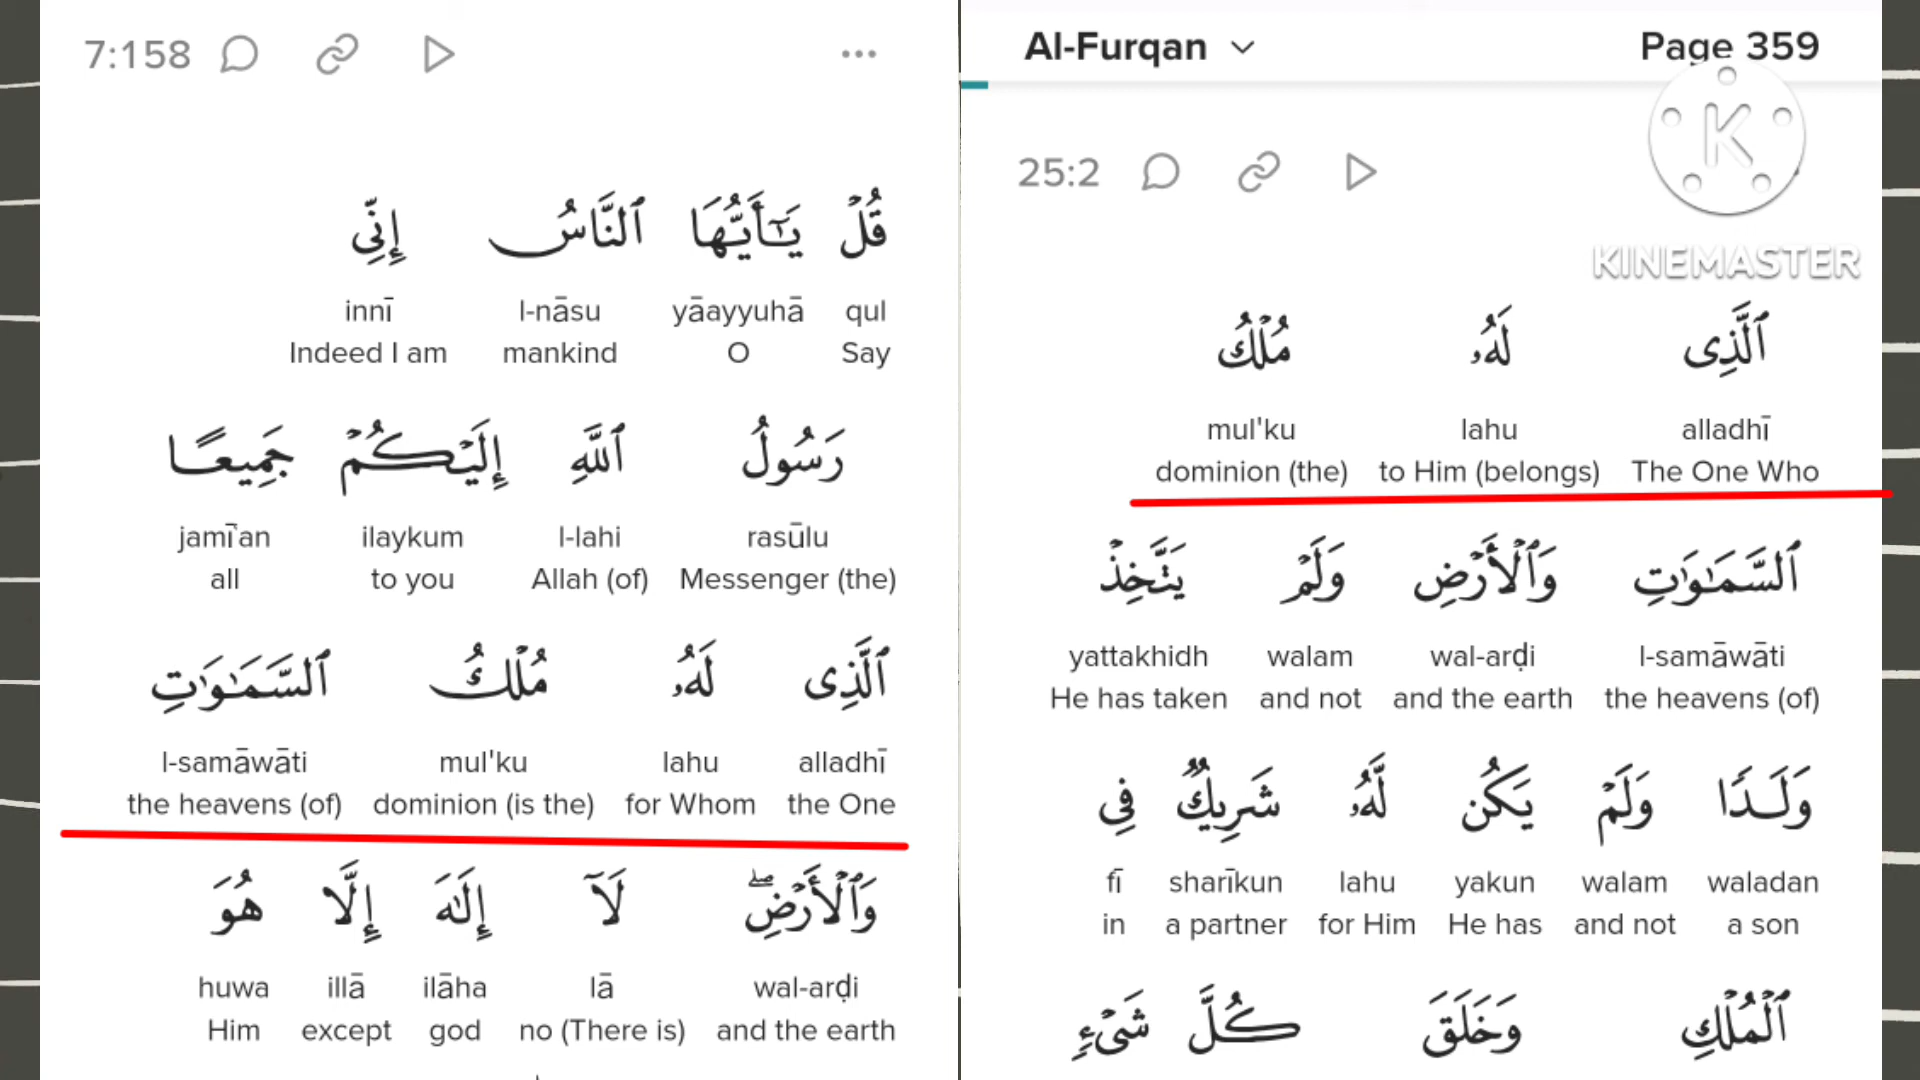 7:158
قُلْ يَـٰٓأَيُّهَا ٱلنَّاسُ إِنِّى
innī l-nāsu yāayyuhā qul
Indeed I am mankind O Say
رَسُولُ ٱللَّهِ إِلَيْكُمْ جَمِيعًا
jamīʿan ilaykum l-lahi rasūlu
all to you Allah (of) Messenger (the)
ٱلَّذِى لَهُۥ مُلْكُ ٱلسَّمَـٰوَٰتِ
l-samāwāti mul'ku lahu alladhī
the heavens (of) dominion (is the) for Whom the One
وَٱلْأَرْضِ ۖ لَآ إِلَـٰهَ إِلَّا هُوَ
huwa illā ilāha lā wal-arḍi
Him except god no (There is) and the earth
Al-Furqan Page 359
25:2
KINEMASTER
ٱلَّذِى لَهُۥ مُلْكُ
mul'ku lahu alladhī
dominion (the) to Him (belongs) The One Who
ٱلسَّمَـٰوَٰتِ وَٱلْأَرْضِ وَلَمْ يَتَّخِذْ
yattakhidh walam wal-arḍi l-samāwāti
He has taken and not and the earth the heavens (of)
وَلَدًا وَلَمْ يَكُن لَّهُۥ شَرِيكٌ فِى
fī sharīkun lahu yakun walam waladan
in a partner for Him He has and not a son
ٱلْمُلْكِ وَخَلَقَ كُلَّ شَىْءٍ